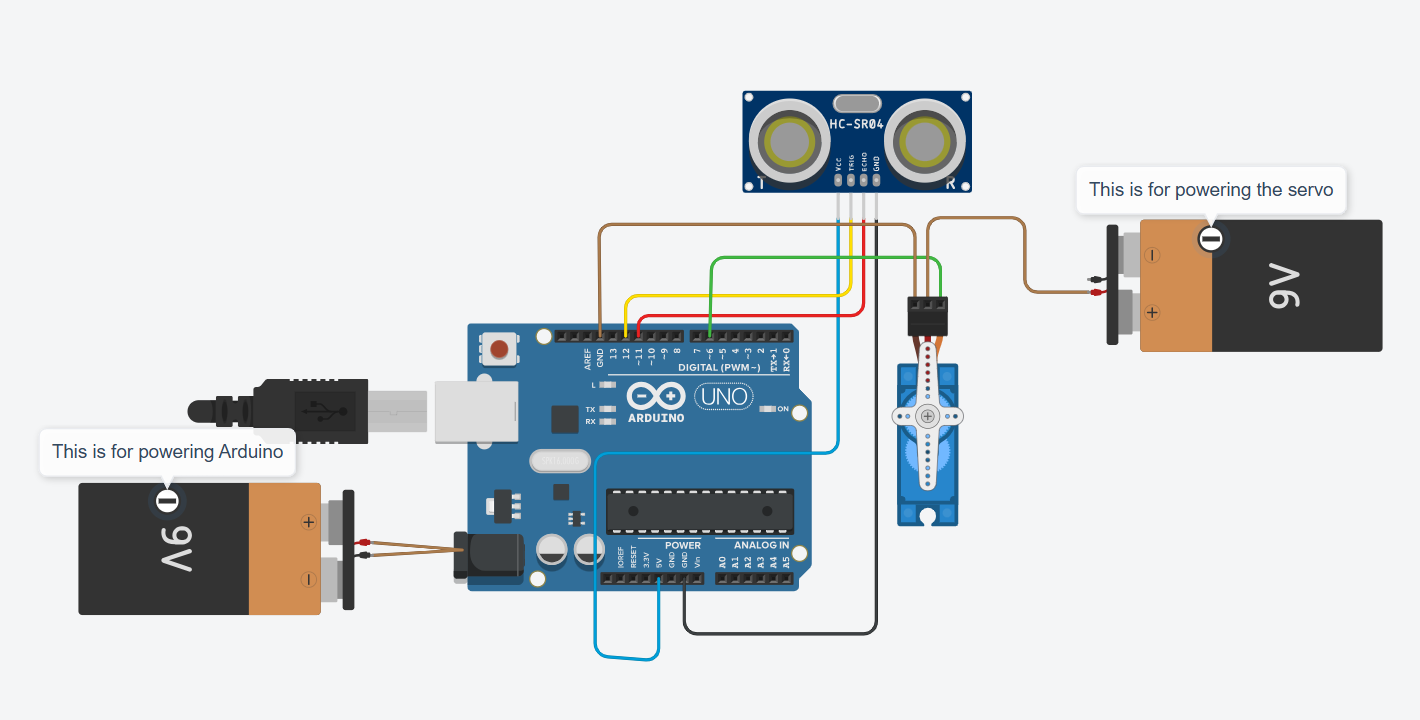 HC-SR04
VCC
TRIG
ECHO
GND
T
R
This is for powering the servo
9V
AREF
GND
13
12
~11
~10
~9
8
7
~6
~5
4
~3
2
TX→1
RX←0
DIGITAL (PWM~)
L
TX
RX
ARDUINO
UNO
ON
This is for powering Arduino
9V
POWER
ANALOG IN
IOREF
RESET
3.3V
5V
GND
GND
Vin
A0
A1
A2
A3
A4
A5